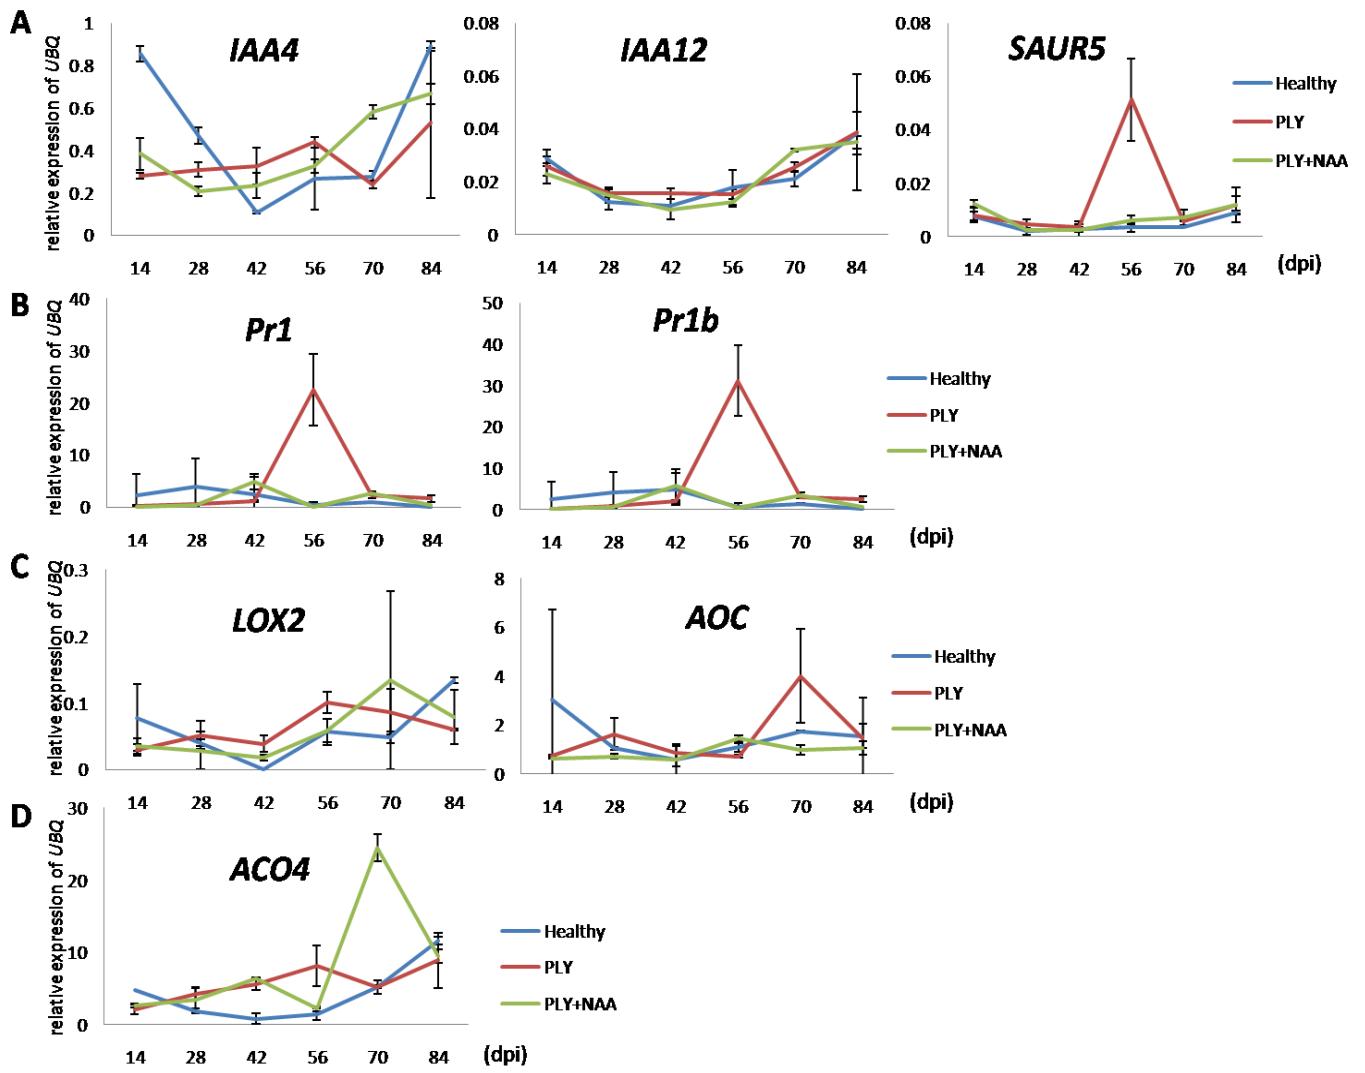 A
relative expression of UBQ
IAA4
1
0.8
0.6
0.4
0.2
0
14 28 42 56 70 84
IAA12
0.08
0.06
0.04
0.02
0
14 28 42 56 70 84
SAUR5
0.08
0.06
0.04
0.02
0
14 28 42 56 70 84
(dpi)
Healthy
PLY
PLY+NAA
B
relative expression of UBQ
Pr1
40
30
20
10
0
14 28 42 56 70 84
Pr1b
50
40
30
20
10
0
14 28 42 56 70 84
(dpi)
Healthy
PLY
PLY+NAA
C
relative expression of UBQ
LOX2
0.3
0.2
0.1
0
14 28 42 56 70 84
AOC
8
6
4
2
0
14 28 42 56 70 84
(dpi)
Healthy
PLY
PLY+NAA
D
relative expression of UBQ
ACO4
30
20
10
0
14 28 42 56 70 84
(dpi)
Healthy
PLY
PLY+NAA